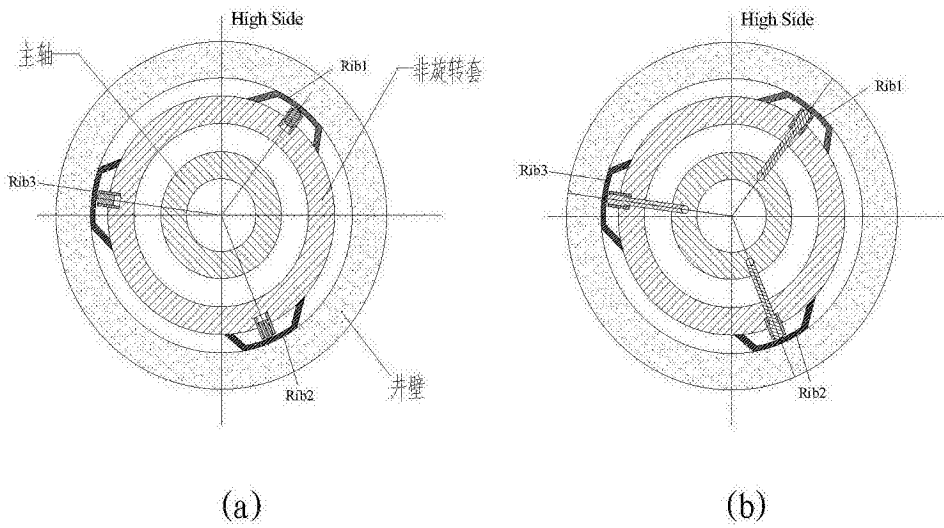 High Side
主轴
Rib1
非旋转套
Rib3
Rib2
井壁
(a)
High Side
Rib1
Rib3
Rib2
(b)